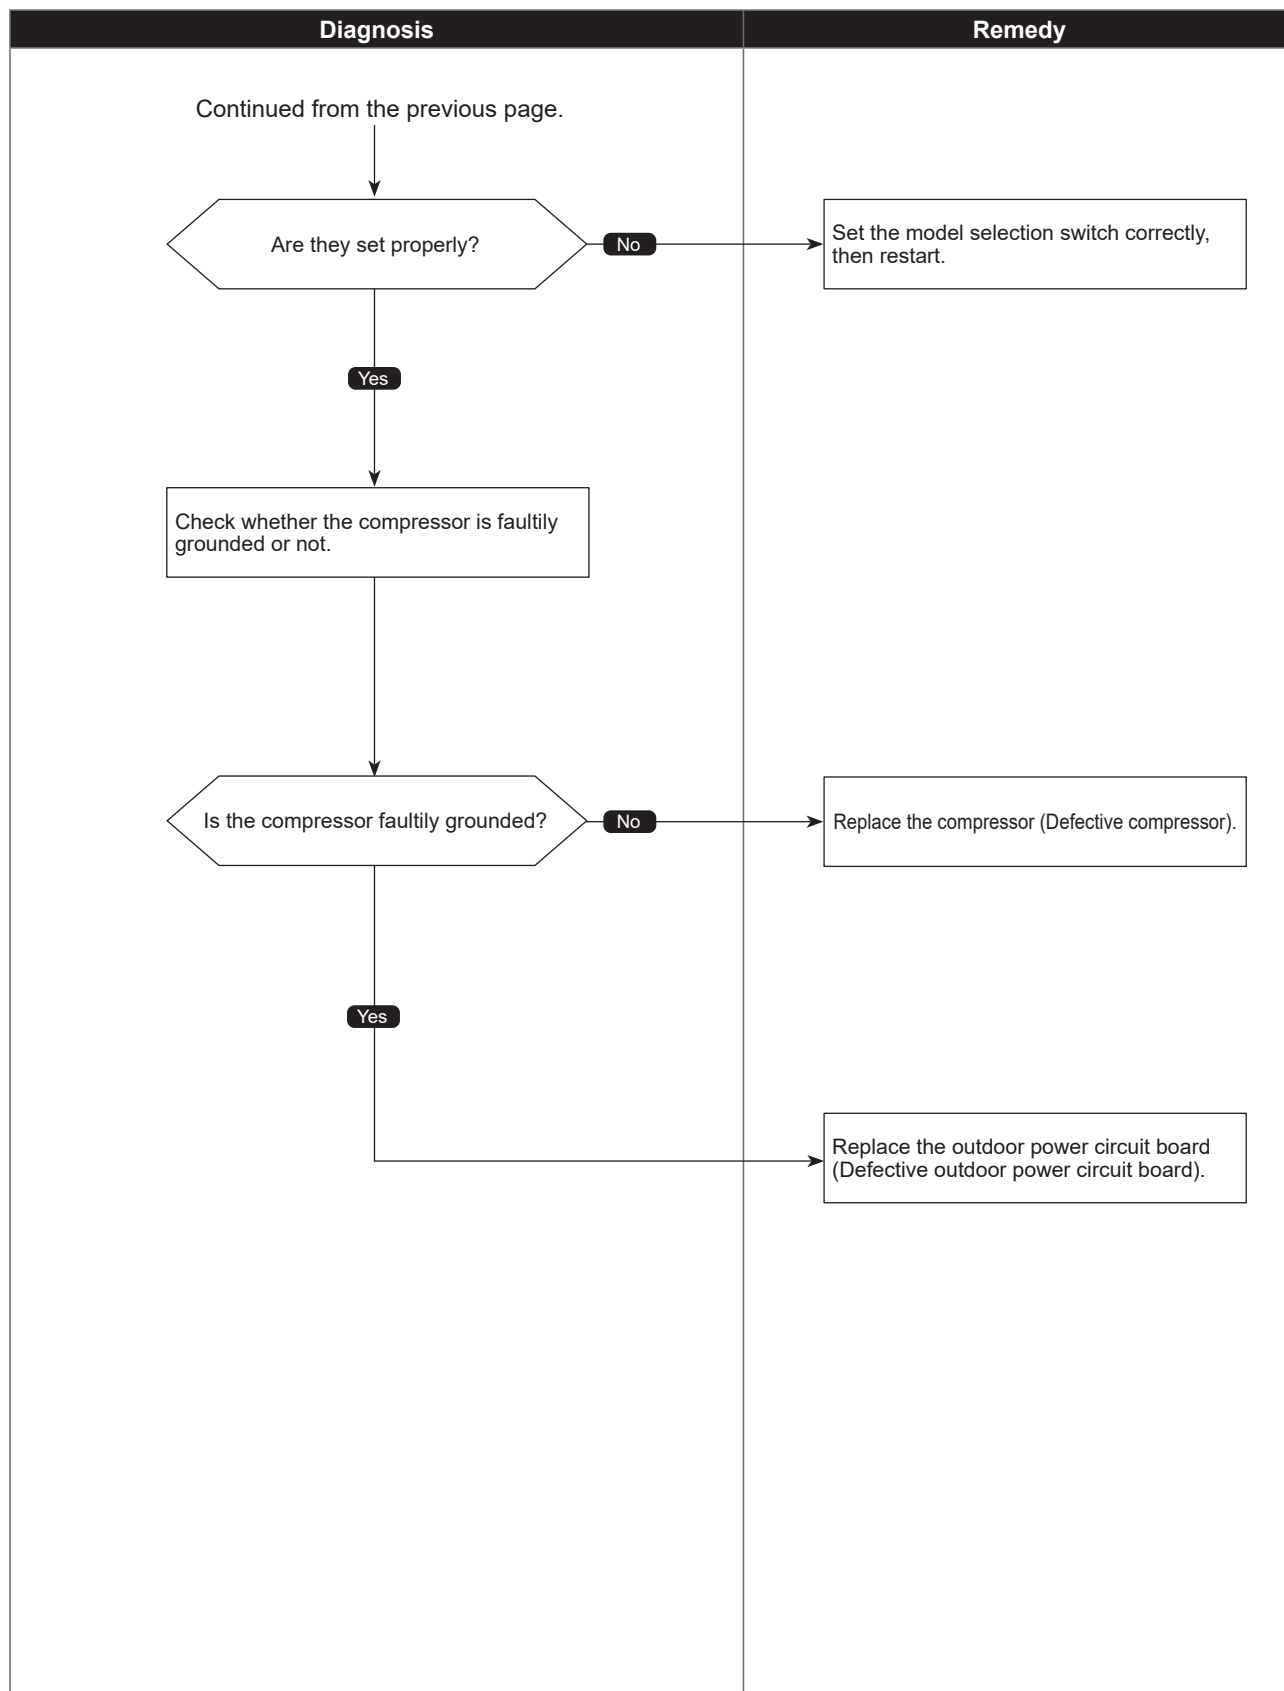 Diagnosis
Remedy
Continued from the previous page.
Are they set properly?
No
Set the model selection switch correctly,
then restart.
Yes
Check whether the compressor is faultily
grounded or not.
Is the compressor faultily grounded?
No
Replace the compressor (Defective compressor).
Yes
Replace the outdoor power circuit board
(Defective outdoor power circuit board).